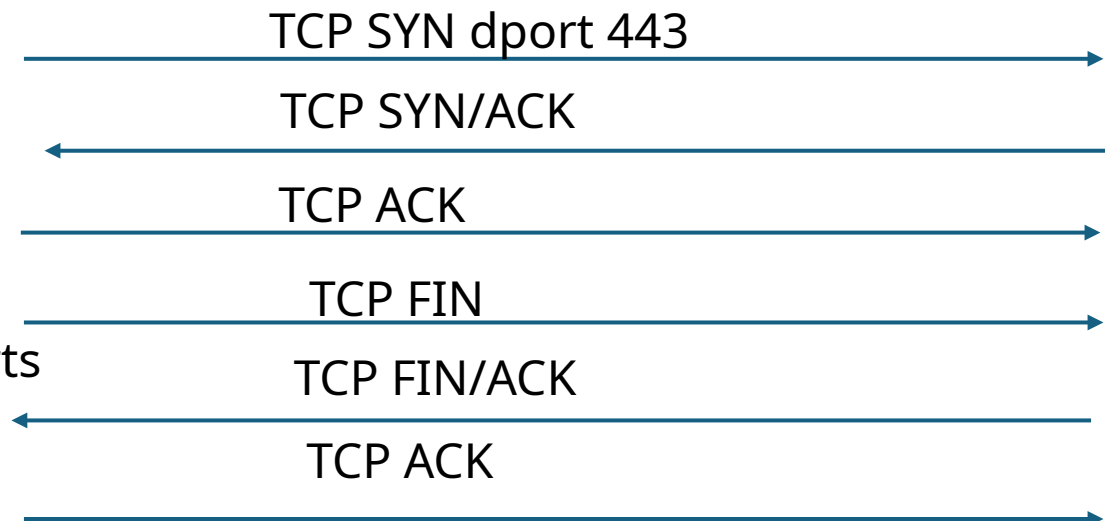 TCP SYN dport 443
TCP SYN/ACK
TCP ACK
TCP FIN
ts
TCP FIN/ACK
TCP ACK